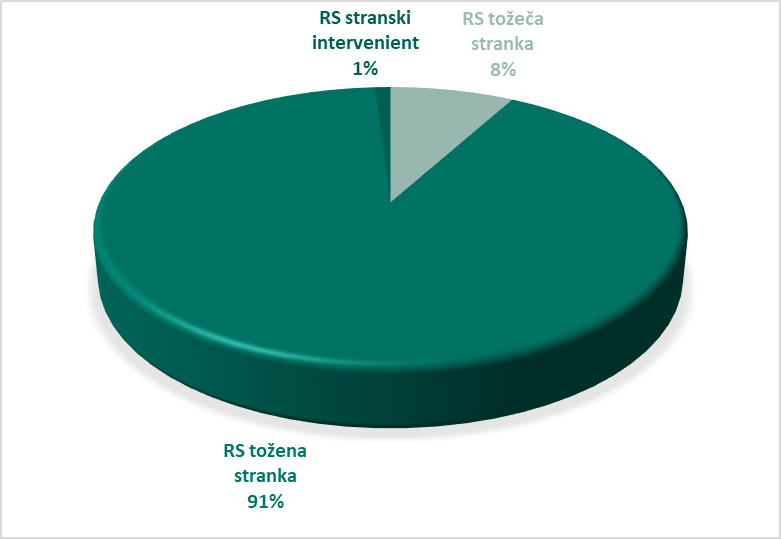 RS stranski
intervenient
1%
RS tožeča
stranka
8%
RS tožena
stranka
91%